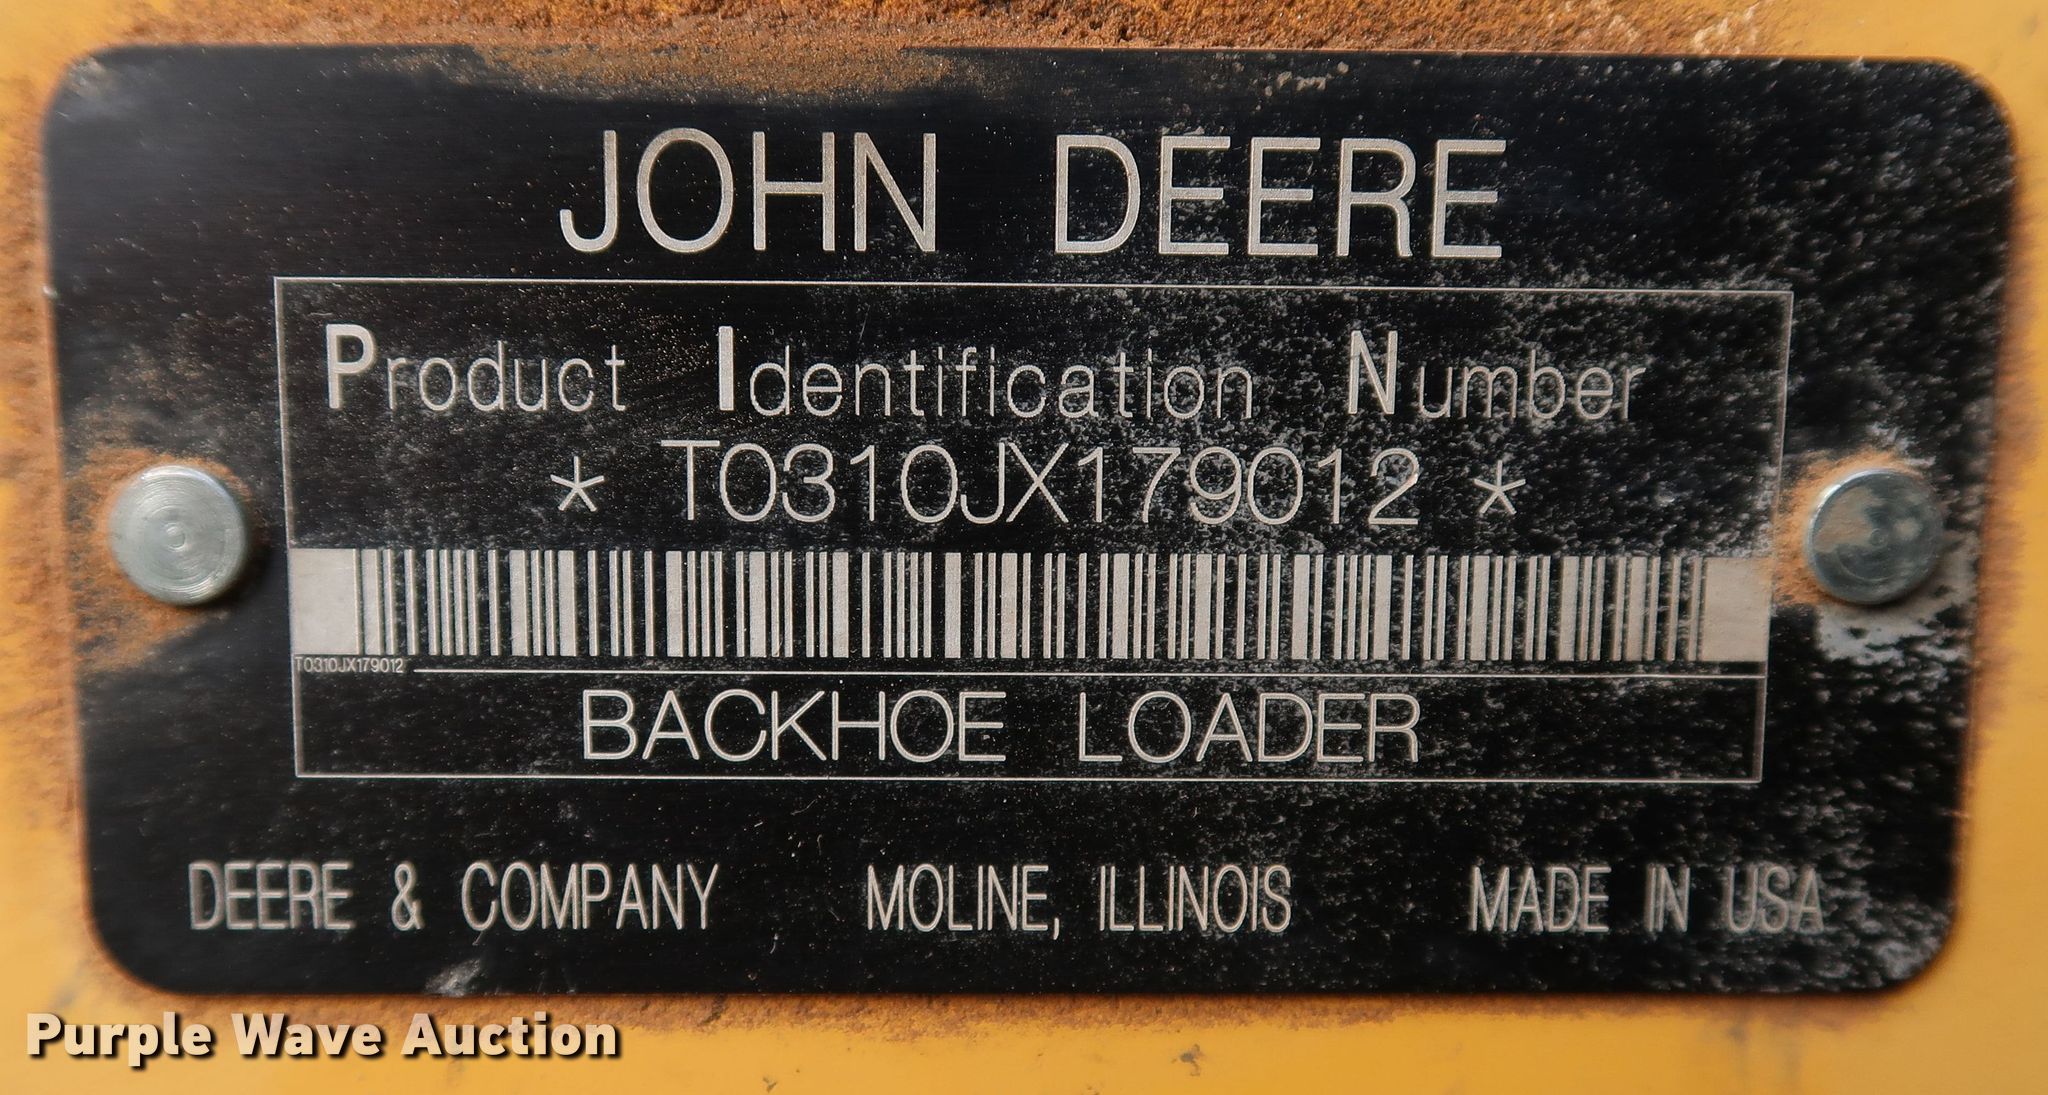 JOHN DEERE
Product Identification Number
* T0310JX179012 *
T0310JX179012
BACKHOE LOADER
DEERE & COMPANY MOLINE, ILLINOIS MADE IN USA
Purple Wave Auction